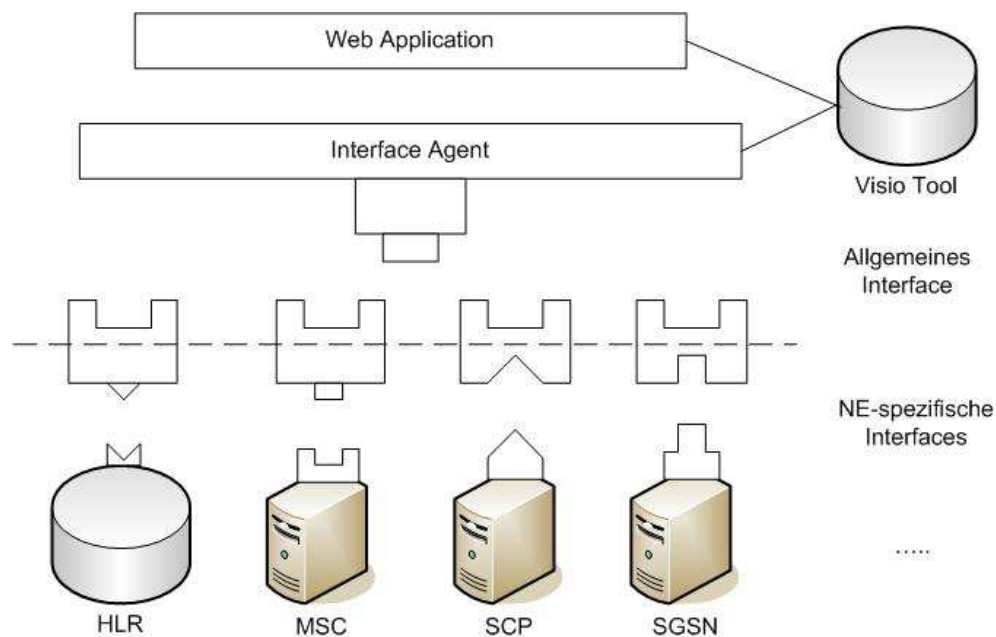 Web Application
Interface Agent
Visio Tool
Allgemeines
Interface
NE-spezifische
Interfaces
.....
HLR
MSC
SCP
SGSN